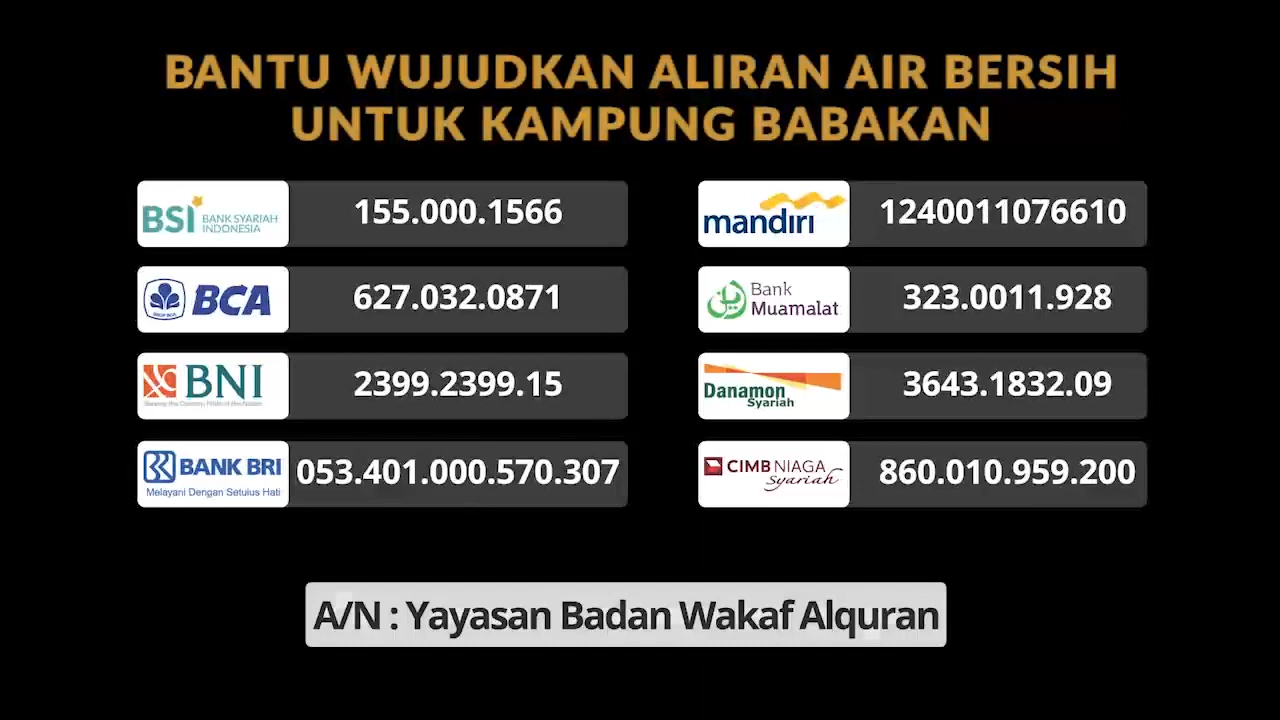 BANTU WUJUDKAN ALIRAN AIR BERSIH
UNTUK KAMPUNG BABAKAN
BSI BANK SYARIAH
INDONESIA
155.000.1566
mandiri
1240011076610
BCA
627.032.0871
Bank
Muamalat
323.0011.928
BNI
2399.2399.15
Danamon
Syariah
3643.1832.09
BANK BRI
Melayani Dengan Setulus Hati
053.401.000.570.307
CIMB NIAGA
Syariah
860.010.959.200
A/N : Yayasan Badan Wakaf Alquran